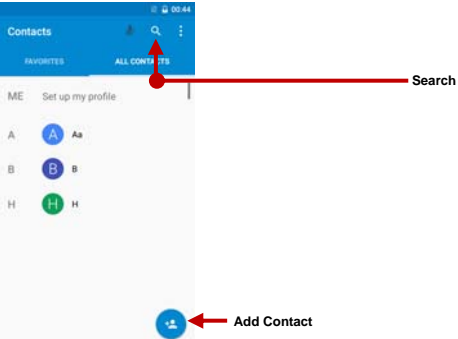 00:44
Contacts
FAVORITES
ALL CONTACTS
Search
ME Set up my profile
A A Aa
B B B
H H H
Add Contact